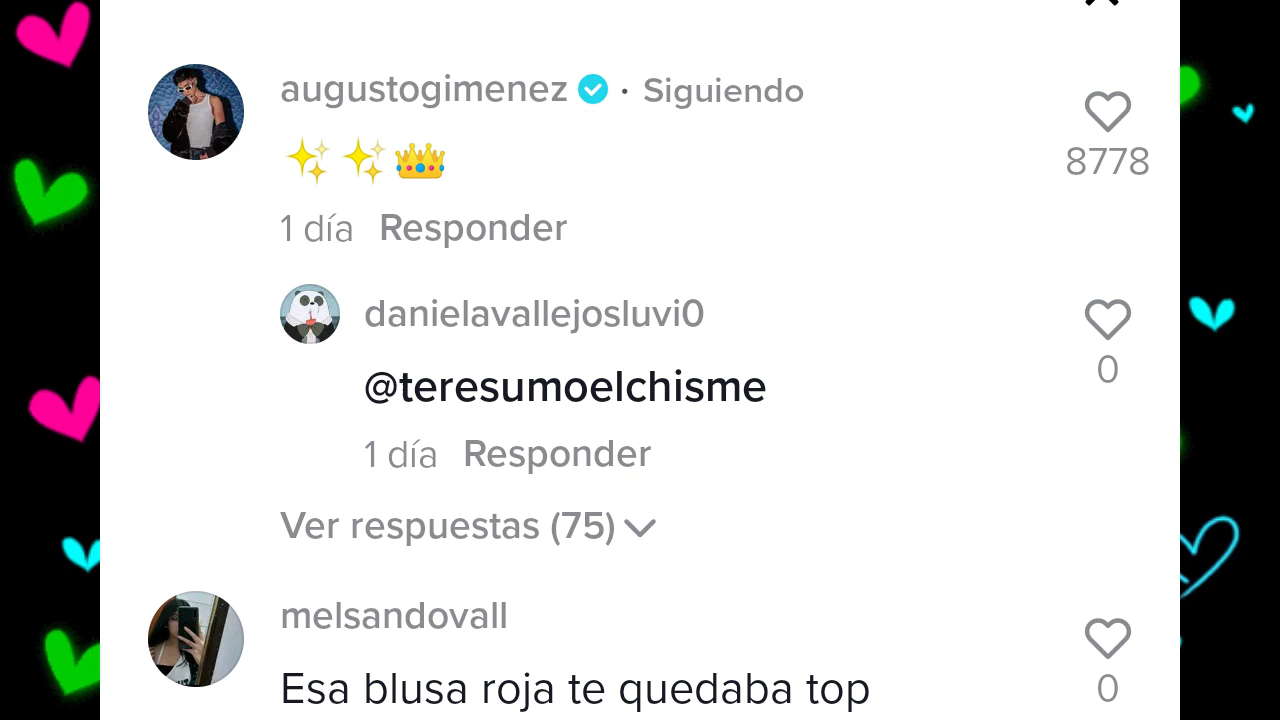 augustogimenez · Siguiendo
✨✨👑
8778
1 día Responder
danielavallejosluvi0
@teresumoelchisme
0
1 día Responder
Ver respuestas (75)
melsandovall
Esa blusa roja te quedaba top
0